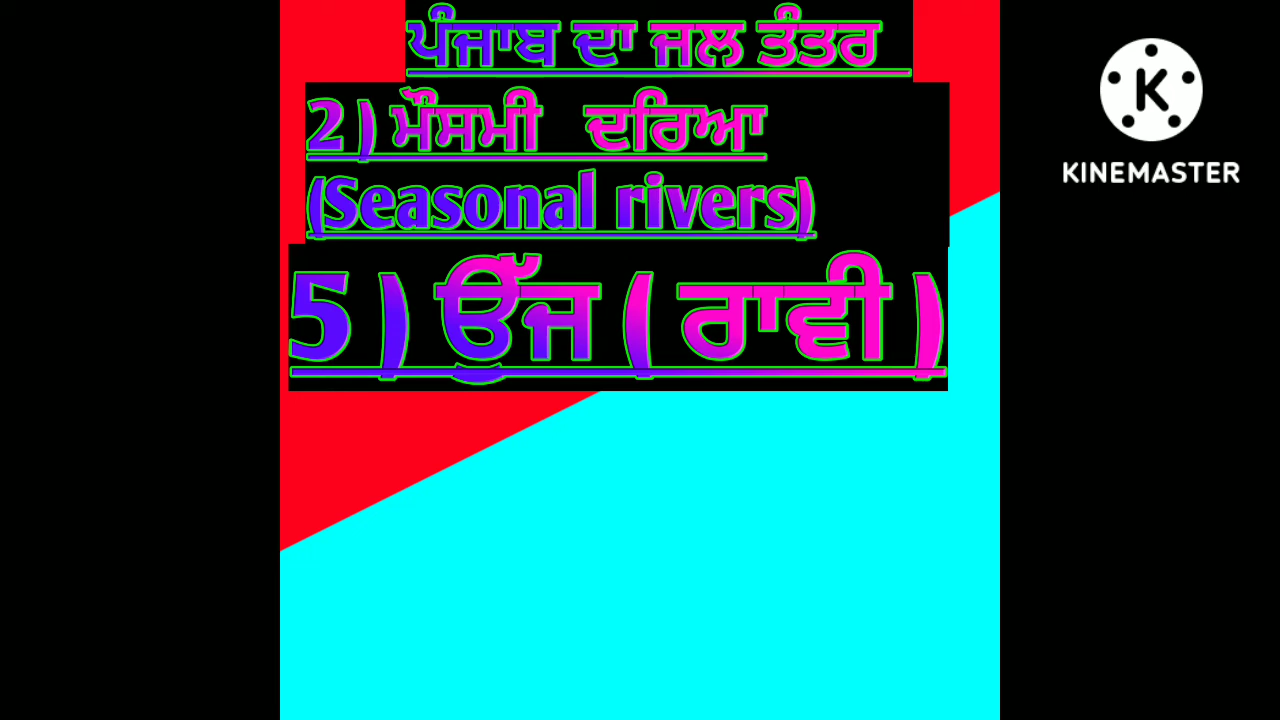 ਪੰਜਾਬ ਦਾ ਜਲ ਤੰਤਰ
2 ) ਮੌਸਮੀ ਦਰਿਆ
(Seasonal rivers)
5 ) ਉੱਜ ( ਰਾਵੀ )
KINEMASTER